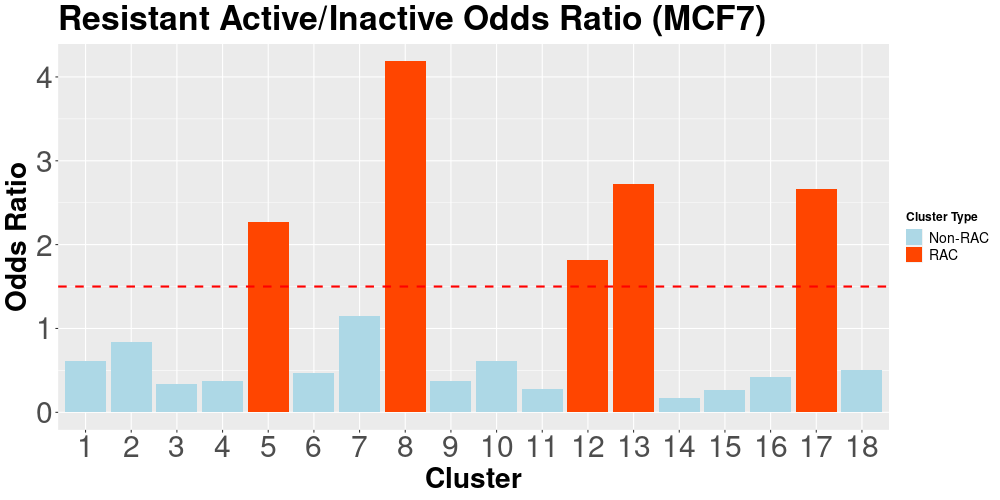 Resistant Active/Inactive Odds Ratio (MCF7)
Odds Ratio
4
3
2
1
0
1 2 3 4 5 6 7 8 9 10 11 12 13 14 15 16 17 18
Cluster
Cluster Type
Non-RAC
RAC